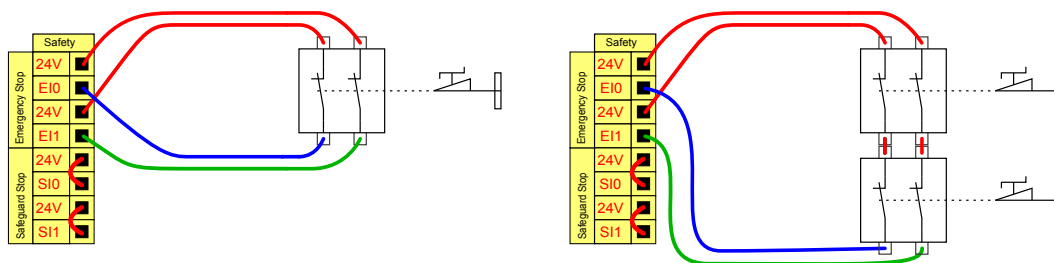 Safety
Emergency Stop
24V
EI0
24V
EI1
Safeguard Stop
24V
SI0
24V
SI1
Safety
Emergency Stop
24V
EI0
24V
EI1
Safeguard Stop
24V
SI0
24V
SI1